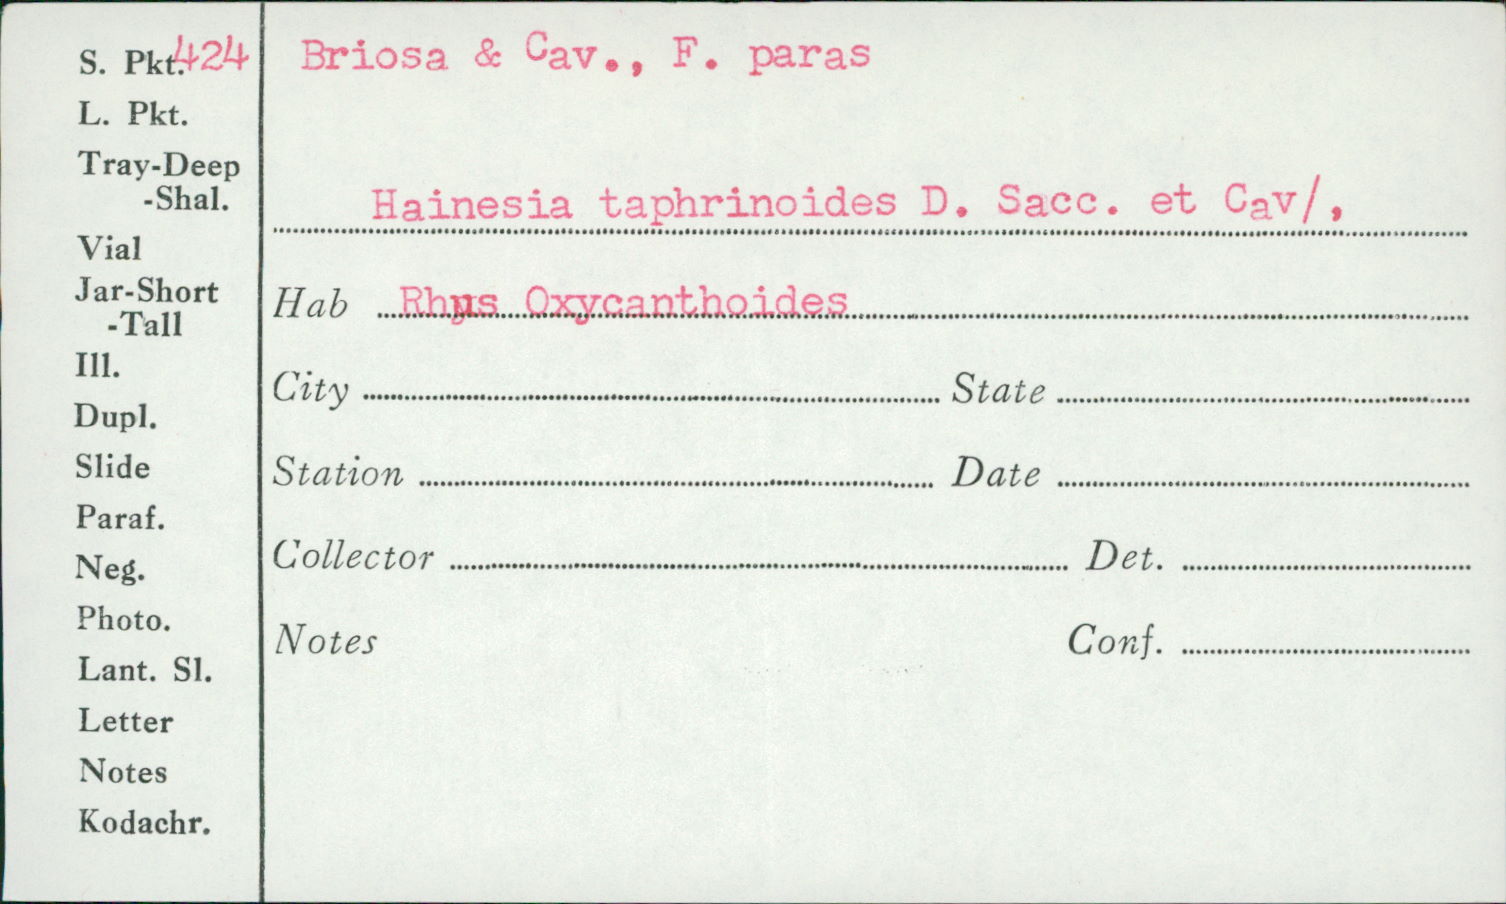 S. Pkt. 424
L. Pkt.
Tray-Deep
-Shal.
Vial
Jar-Short
-Tall
Ill.
Dupl.
Slide
Paraf.
Neg.
Photo.
Lant. Sl.
Letter
Notes
Kodachr.
Briosa & Cav., F. paras
Hainesia taphrinoides D. Sacc. et Cav/,
Hab Rhus Oxycanthoides
City State
Station Date
Collector Det.
Notes Conf.